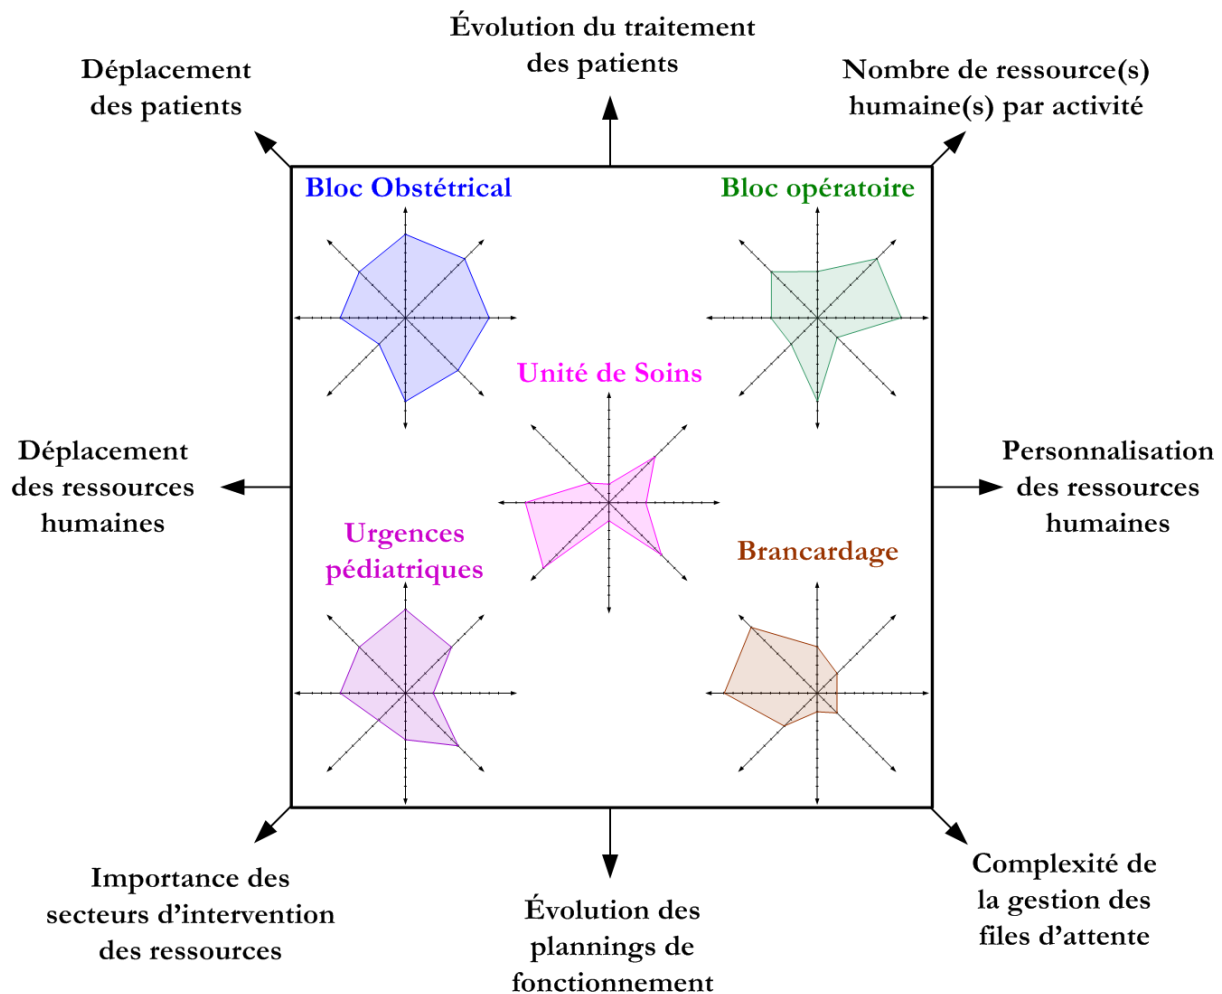 Évolution du traitement
des patients
Déplacement
des patients
Nombre de ressource(s)
humaine(s) par activité
Bloc Obstétrical
Bloc opératoire
Unité de Soins
Déplacement
des ressources
humaines
Personnalisation
des ressources
humaines
Urgences
pédiatriques
Brancardage
Importance des
secteurs d’intervention
des ressources
Évolution des
plannings de
fonctionnement
Complexité de
la gestion des
files d’attente